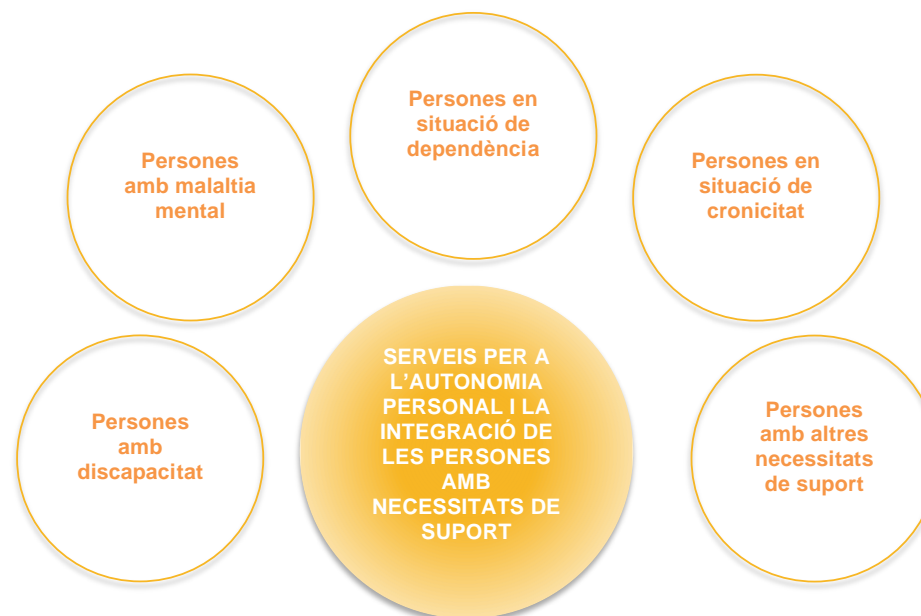 Persones en
situació de
dependència
Persones
amb malaltia
mental
Persones en
situació de
cronicitat
Persones
amb
discapacitat
SERVEIS PER A
L’AUTONOMIA
PERSONAL I LA
INTEGRACIÓ DE
LES PERSONES
AMB
NECESSITATS DE
SUPORT
Persones
amb altres
necessitats
de suport